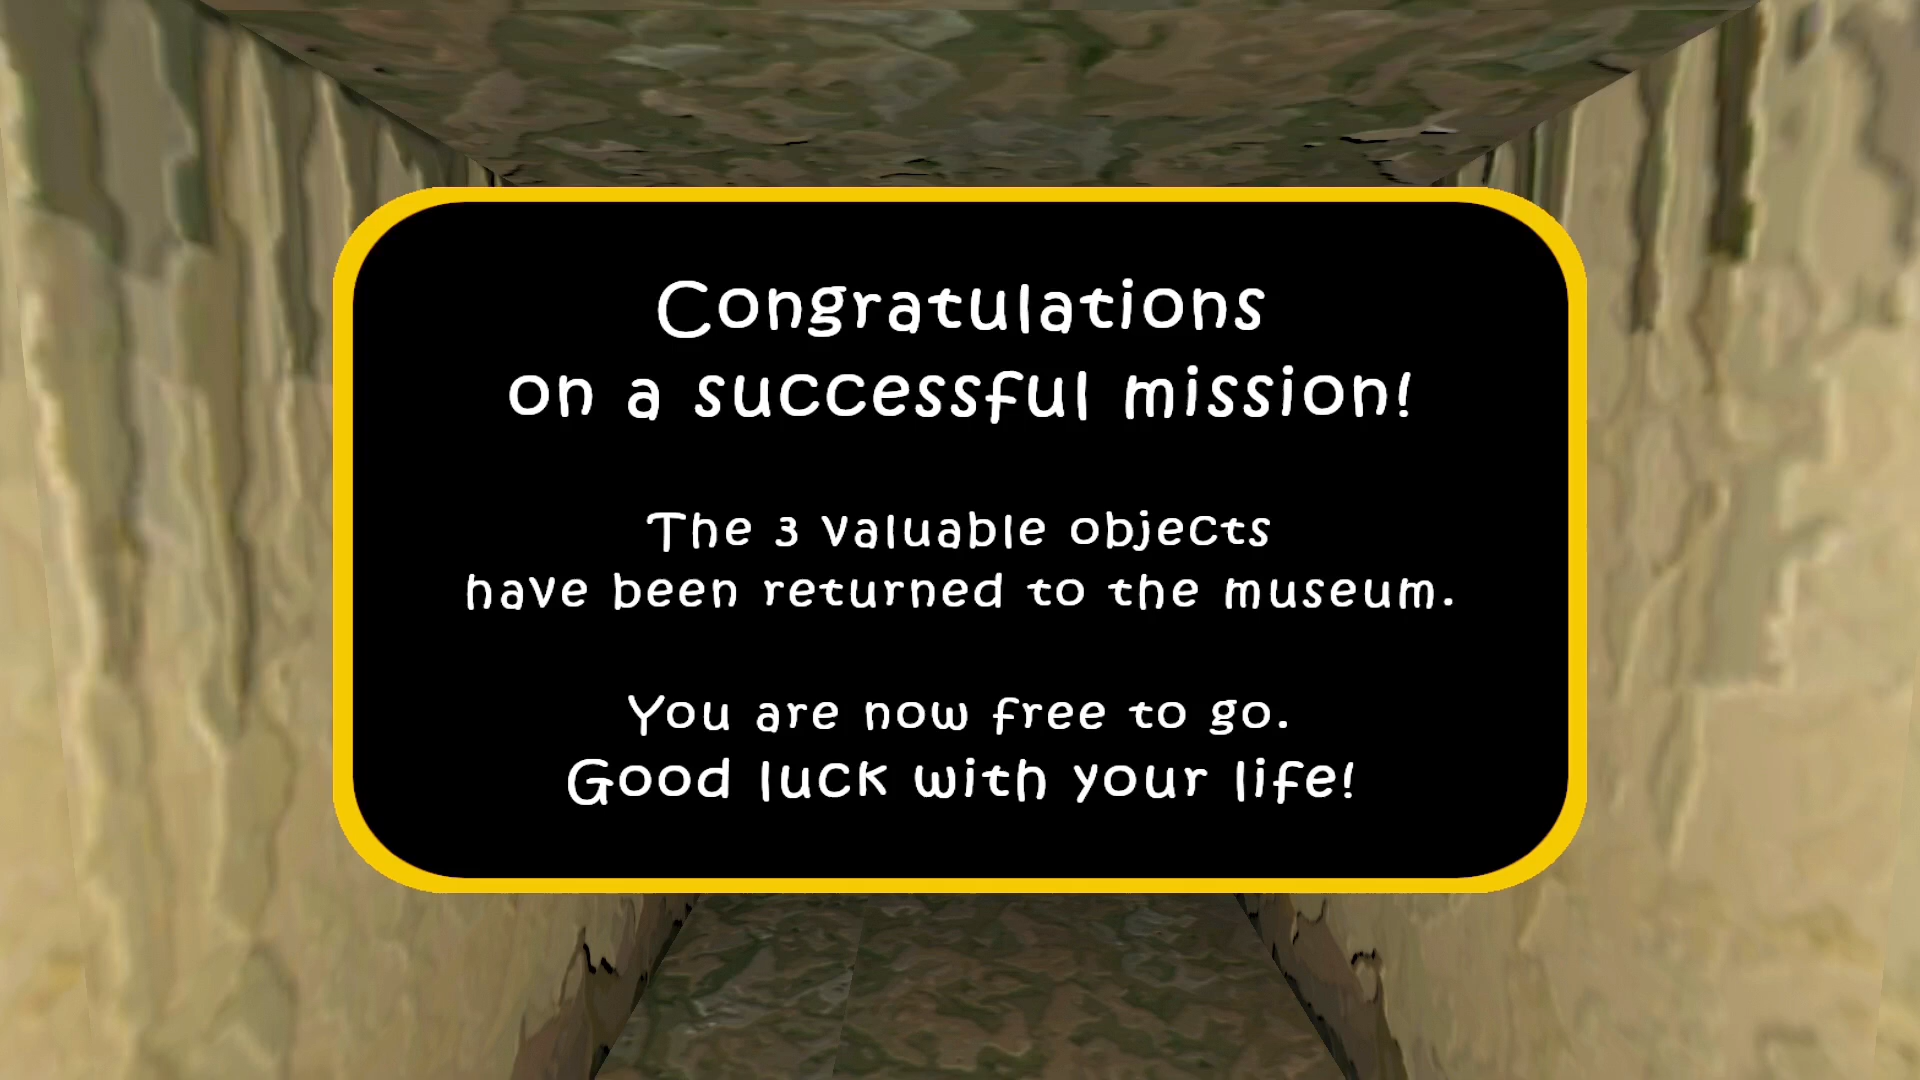 Congratulations
on a successful mission!
The 3 valuable objects
have been returned to the museum.
You are now free to go.
Good luck with your life!